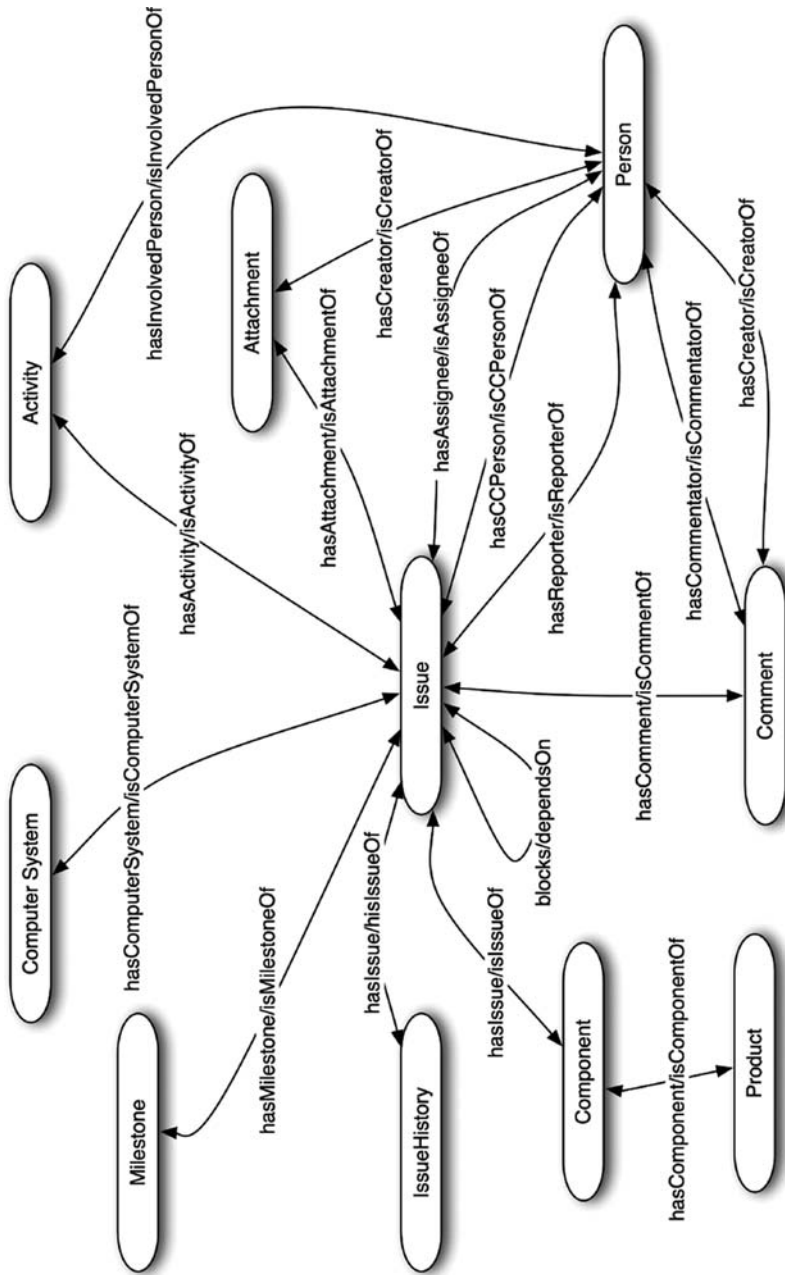 Computer System
Activity
Milestone
hasComputerSystem/isComputerSystemOf
hasInvolvedPerson/isInvolvedPersonOf
hasActivity/isActivityOf
Attachment
hasMilestone/isMilestoneOf
hasAttachment/isAttachmentOf
hasIssue/hisIssueOf
hasCreator/isCreatorOf
IssueHistory
Issue
hasAssignee/isAssigneeOf
hasIssue/isIssueOf
hasCCPerson/isCCPersonOf
blocks/dependsOn
hasReporter/isReporterOf
Component
Person
hasComment/isCommentOf
hasComponent/isComponentOf
hasCommentator/isCommentatorOf
hasCreator/isCreatorOf
Product
Comment